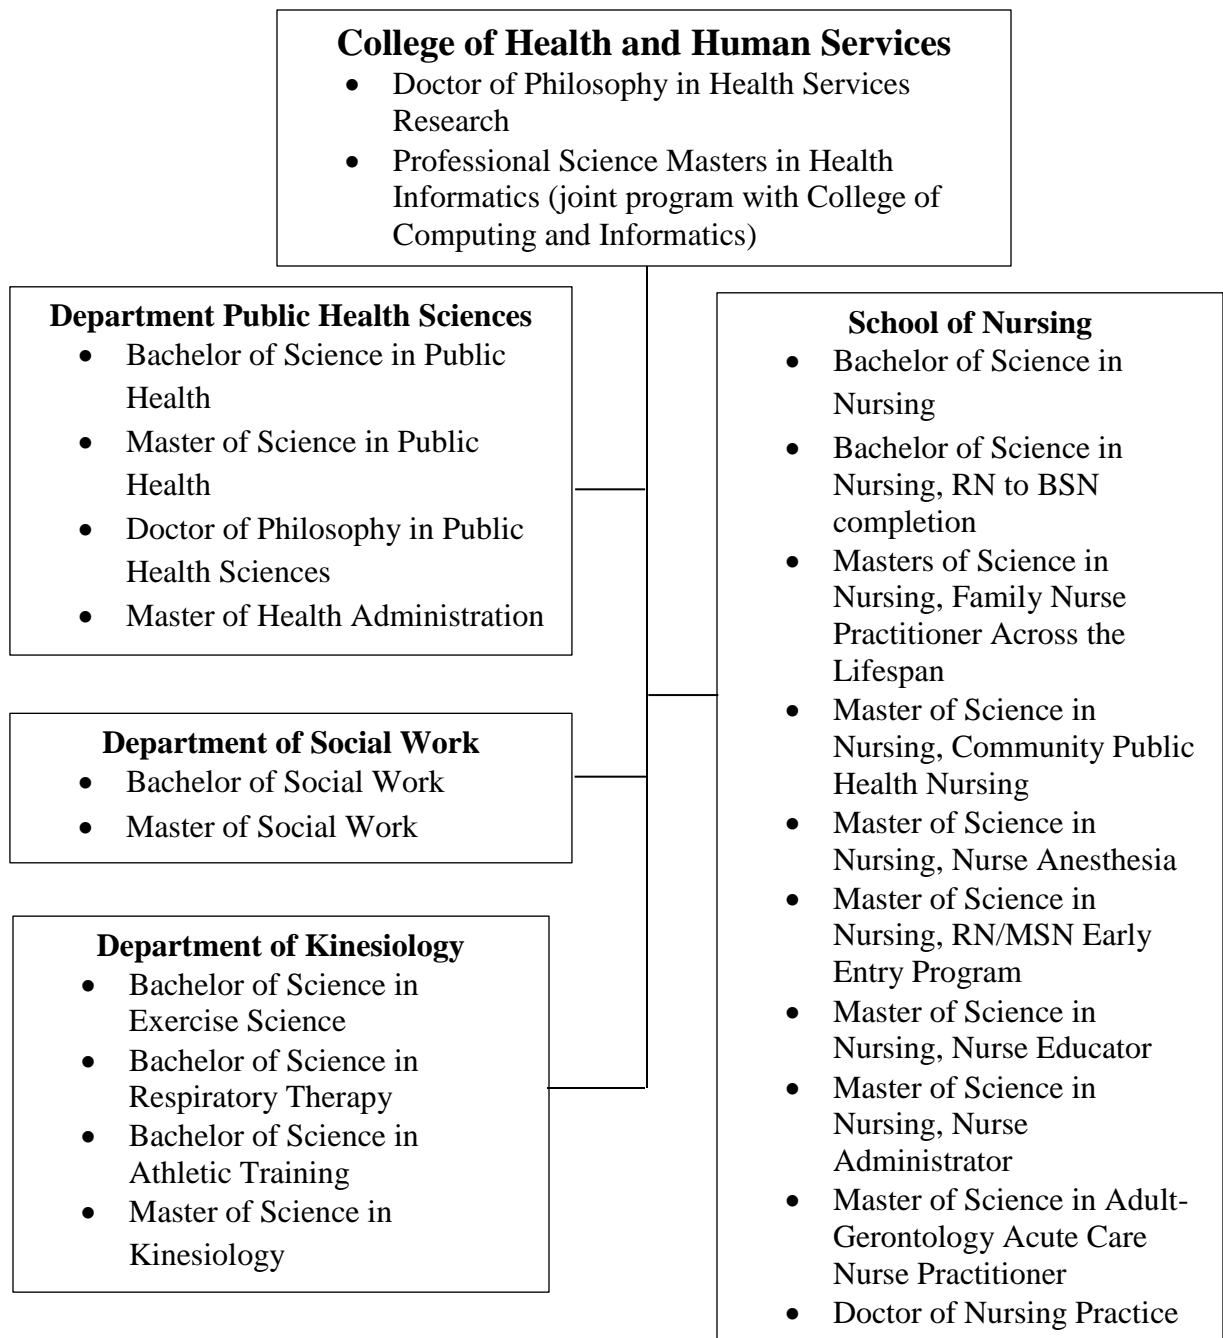 College of Health and Human Services
• Doctor of Philosophy in Health Services
Research
• Professional Science Masters in Health
Informatics (joint program with College of
Computing and Informatics)
Department Public Health Sciences
• Bachelor of Science in Public
Health
• Master of Science in Public
Health
• Doctor of Philosophy in Public
Health Sciences
• Master of Health Administration
Department of Social Work
• Bachelor of Social Work
• Master of Social Work
Department of Kinesiology
• Bachelor of Science in
Exercise Science
• Bachelor of Science in
Respiratory Therapy
• Bachelor of Science in
Athletic Training
• Master of Science in
Kinesiology
School of Nursing
• Bachelor of Science in
Nursing
• Bachelor of Science in
Nursing, RN to BSN
completion
• Masters of Science in
Nursing, Family Nurse
Practitioner Across the
Lifespan
• Master of Science in
Nursing, Community Public
Health Nursing
• Master of Science in
Nursing, Nurse Anesthesia
• Master of Science in
Nursing, RN/MSN Early
Entry Program
• Master of Science in
Nursing, Nurse Educator
• Master of Science in
Nursing, Nurse
Administrator
• Master of Science in Adult-
Gerontology Acute Care
Nurse Practitioner
• Doctor of Nursing Practice